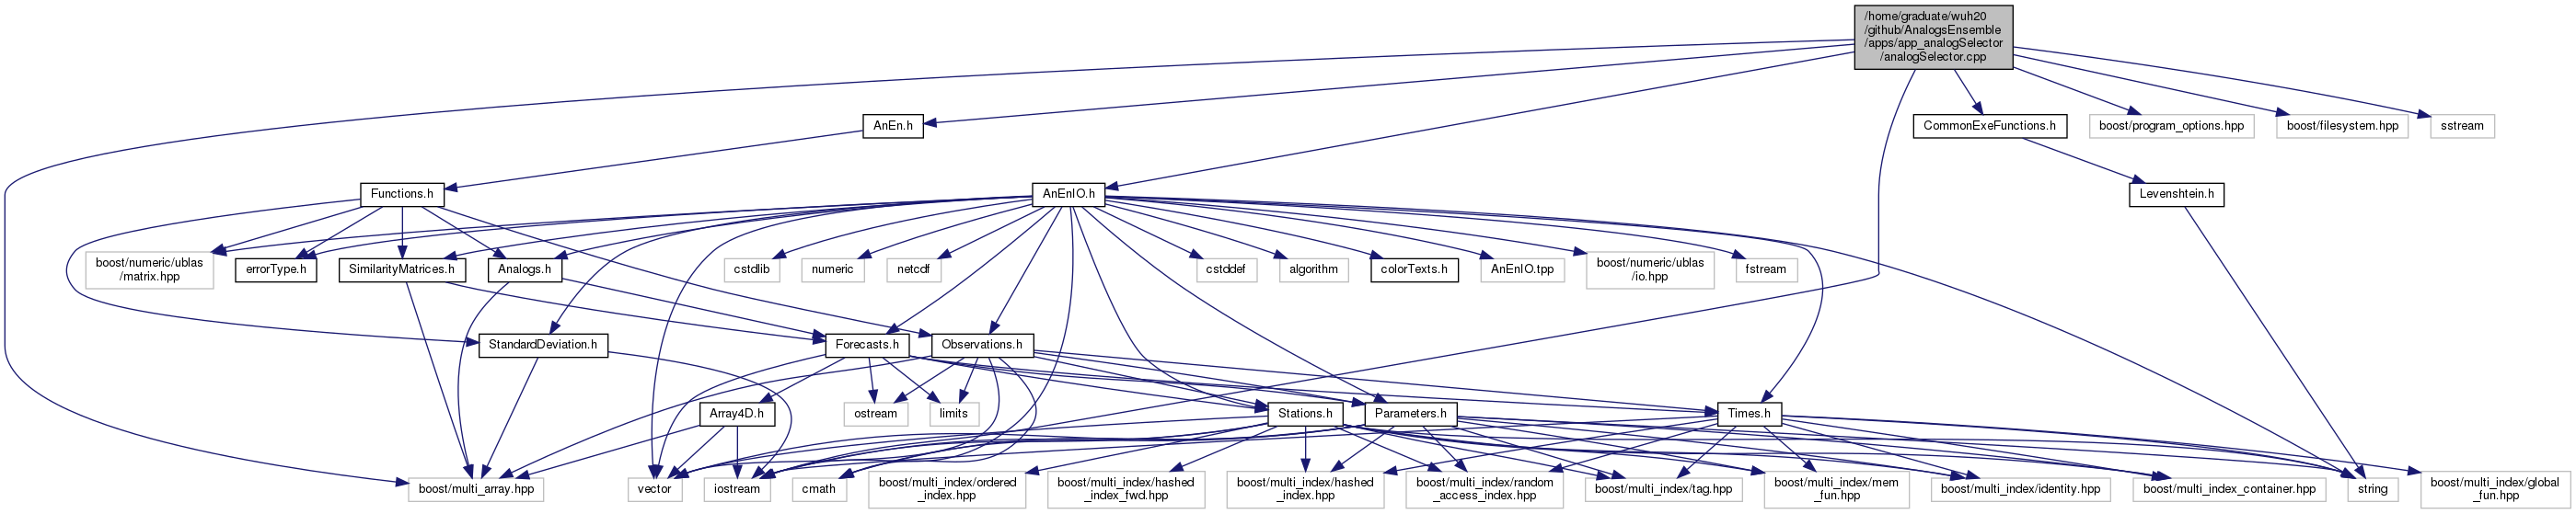 /home/graduate/wuh20
/github/AnalogsEnsemble
/apps/app_analogSelector
/analogSelector.cpp
AnEn.h
CommonExeFunctions.h
boost/program_options.hpp
boost/filesystem.hpp
sstream
Functions.h
AnEnIO.h
Levenshtein.h
boost/numeric/ublas
/matrix.hpp
errorType.h
SimilarityMatrices.h
Analogs.h
cstdlib
numeric
netcdf
cstddef
algorithm
colorTexts.h
AnEnIO.tpp
boost/numeric/ublas
/io.hpp
fstream
StandardDeviation.h
Forecasts.h
Observations.h
Array4D.h
ostream
limits
Stations.h
Parameters.h
Times.h
boost/multi_array.hpp
vector
iostream
cmath
boost/multi_index/ordered
_index.hpp
boost/multi_index/hashed
_index_fwd.hpp
boost/multi_index/hashed
_index.hpp
boost/multi_index/random
_access_index.hpp
boost/multi_index/tag.hpp
boost/multi_index/mem
_fun.hpp
boost/multi_index/identity.hpp
boost/multi_index_container.hpp
string
boost/multi_index/global
_fun.hpp